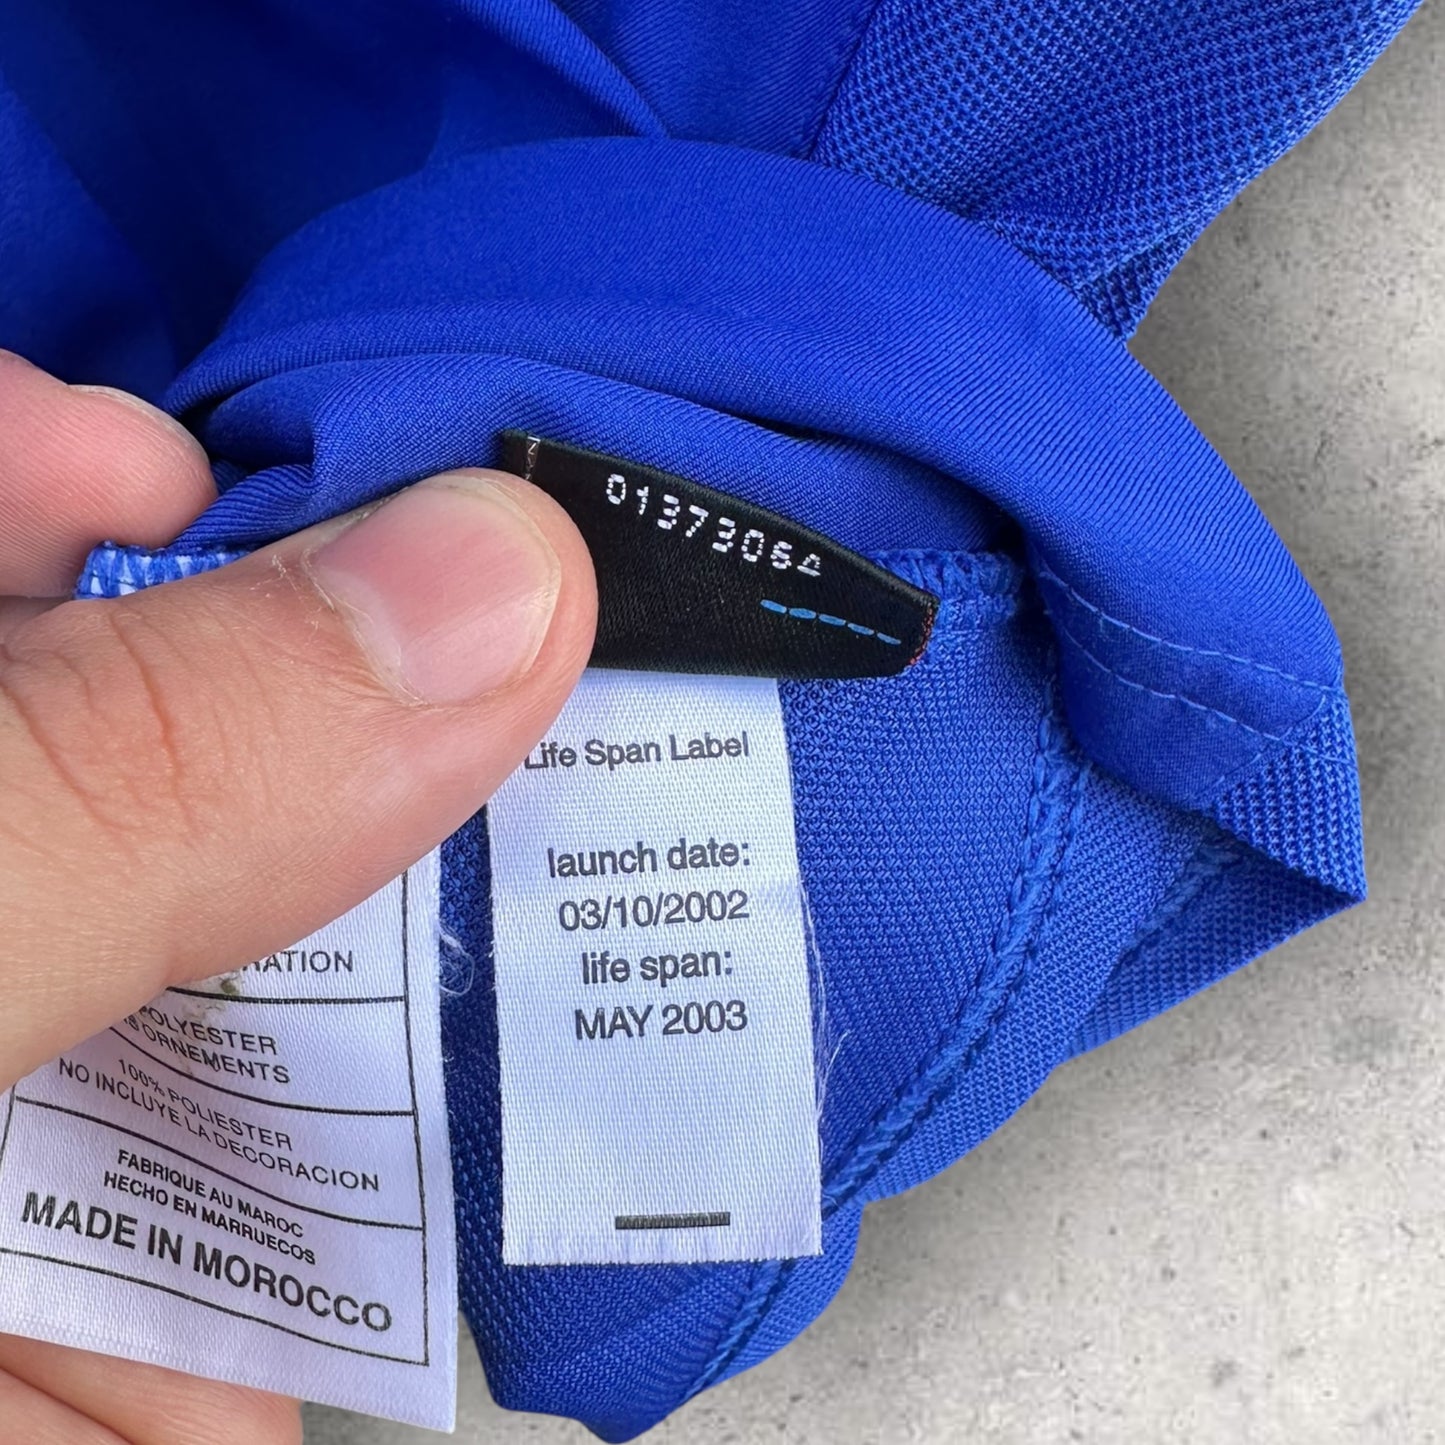 01373064
Life Span Label
launch date:
03/10/2002
life span:
MAY 2003
POLYESTER
ORNEMENTS
100% POLIESTER
NO INCLUYE LA DECORACION
FABRIQUE AU MAROC
HECHO EN MARRUECOS
MADE IN MOROCCO